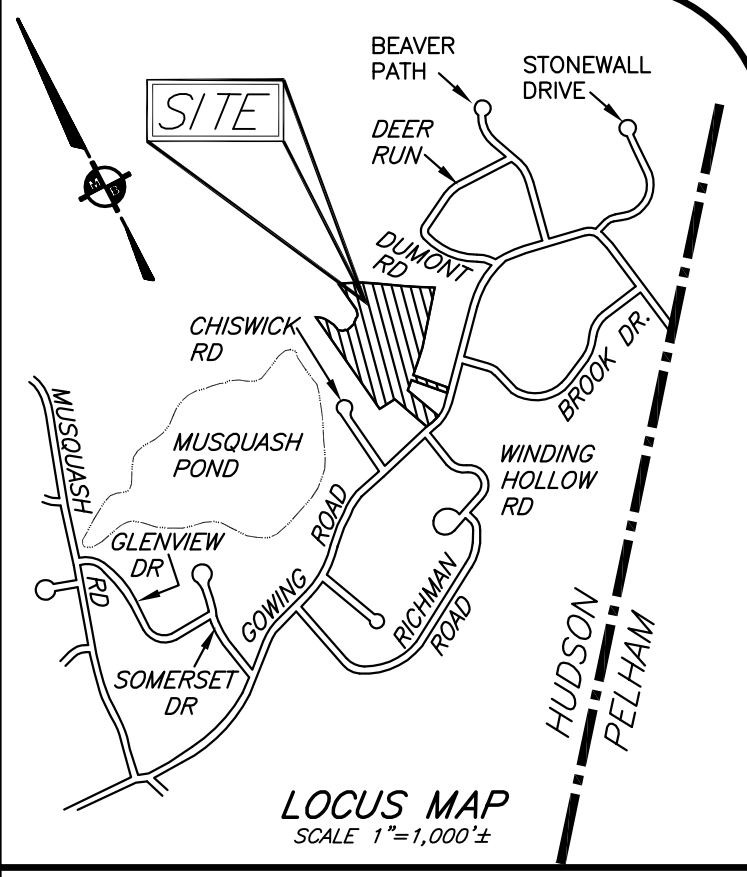 BEAVER
PATH
STONEWALL
DRIVE
SITE
DEER
RUN
M
B
DUMONT
RD
CHISWICK
RD
BROOK DR.
MUSQUASH
RD
MUSQUASH
POND
WINDING
HOLLOW
RD
GLENVIEW
DR
GOWING
ROAD
RICHMAN
ROAD
SOMERSET
DR
HUDSON
PELHAM
LOCUS MAP
SCALE 1"=1,000'±